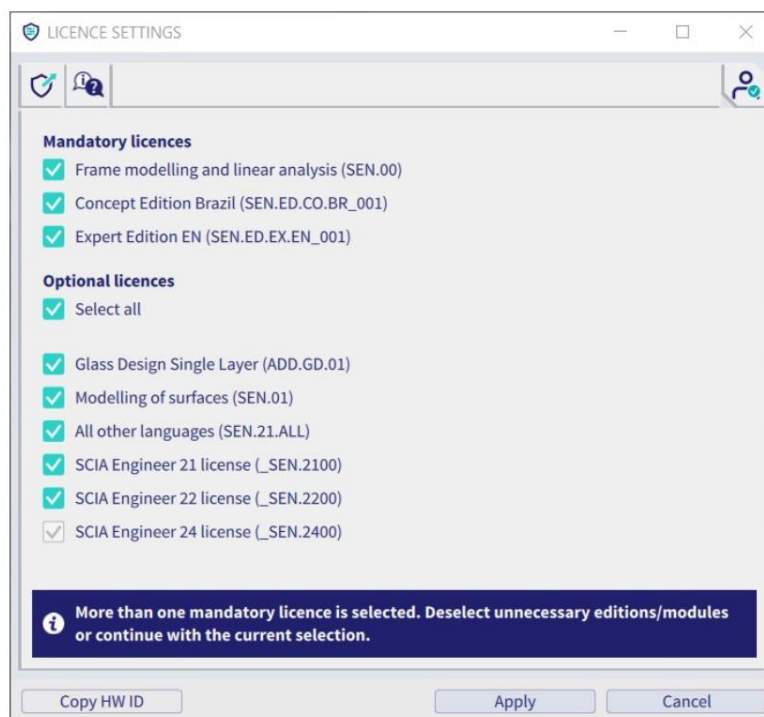 LICENCE SETTINGS
Mandatory licences
Frame modelling and linear analysis (SEN.00)
Concept Edition Brazil (SEN.ED.CO.BR_001)
Expert Edition EN (SEN.ED.EX.EN_001)
Optional licences
Select all
Glass Design Single Layer (ADD.GD.01)
Modelling of surfaces (SEN.01)
All other languages (SEN.21.ALL)
SCIA Engineer 21 license (_SEN.2100)
SCIA Engineer 22 license (_SEN.2200)
SCIA Engineer 24 license (_SEN.2400)
More than one mandatory licence is selected. Deselect unnecessary editions/modules
or continue with the current selection.
Copy HW ID
Apply
Cancel